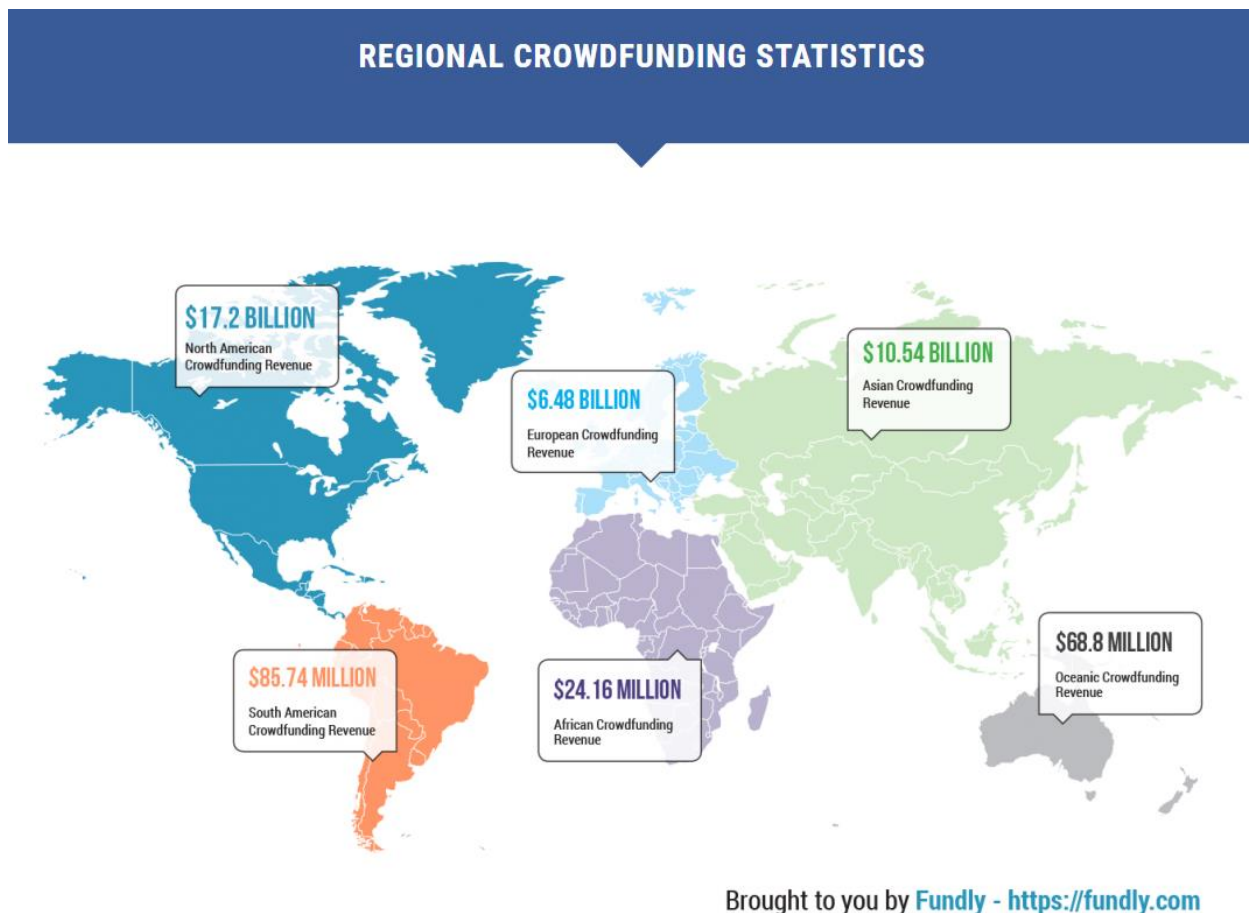 REGIONAL CROWDFUNDING STATISTICS
$17.2 BILLION
North American
Crowdfunding Revenue
$6.48 BILLION
European Crowdfunding
Revenue
$10.54 BILLION
Asian Crowdfunding
Revenue
$85.74 MILLION
South American
Crowdfunding Revenue
$24.16 MILLION
African Crowdfunding
Revenue
$68.8 MILLION
Oceanic Crowdfunding
Revenue
Brought to you by Fundly - https://fundly.com